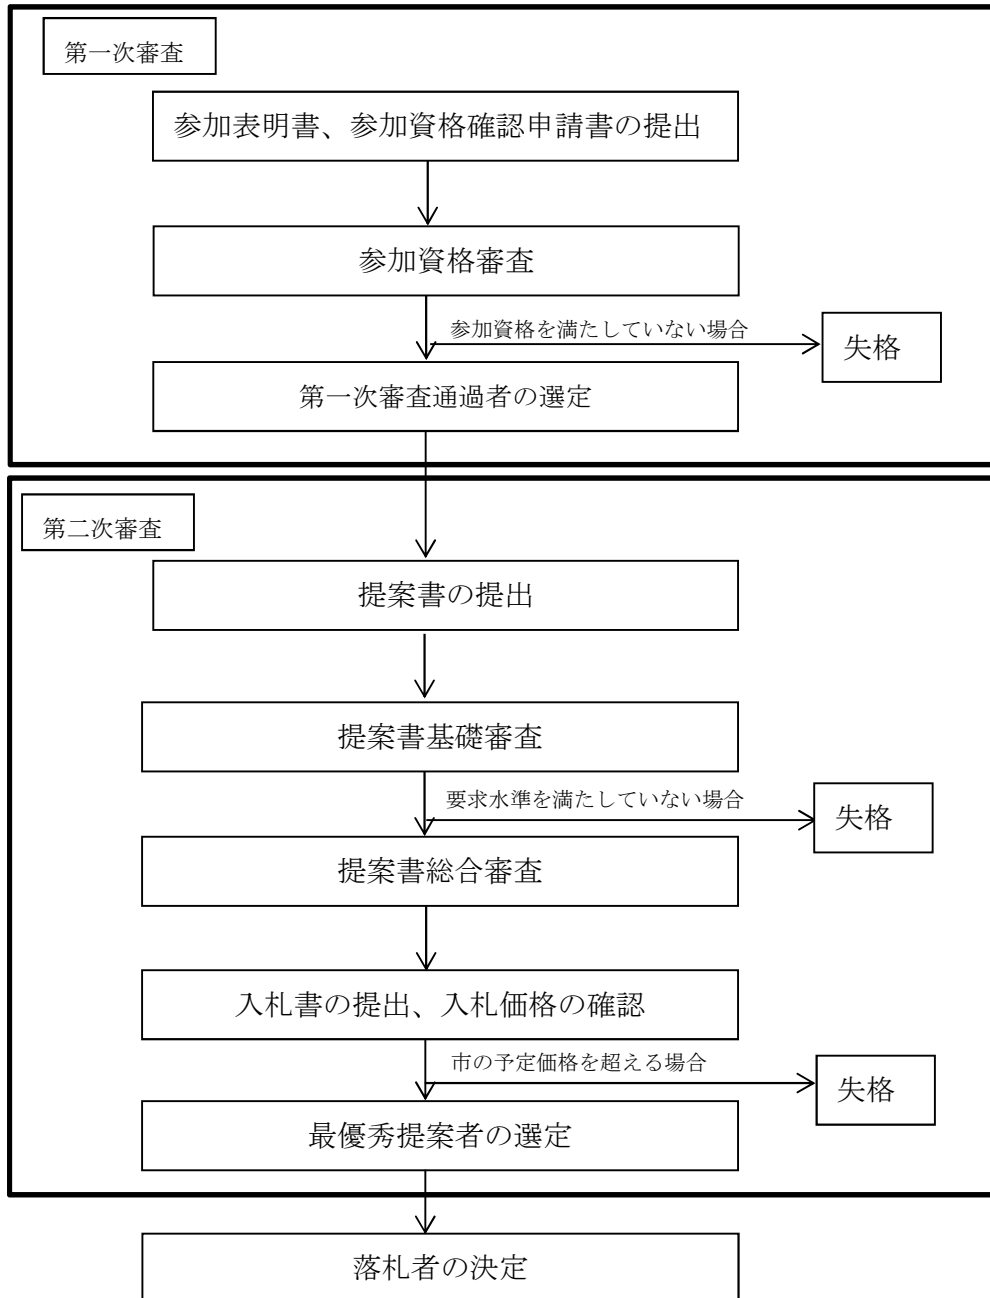 第一次審査
参加表明書、参加資格確認申請書の提出
参加資格審査
参加資格を満たしていない場合
失格
第一次審査通過者の選定
第二次審査
提案書の提出
提案書基礎審査
要求水準を満たしていない場合
失格
提案書総合審査
入札書の提出、入札価格の確認
市の予定価格を超える場合
失格
最優秀提案者の選定
落札者の決定